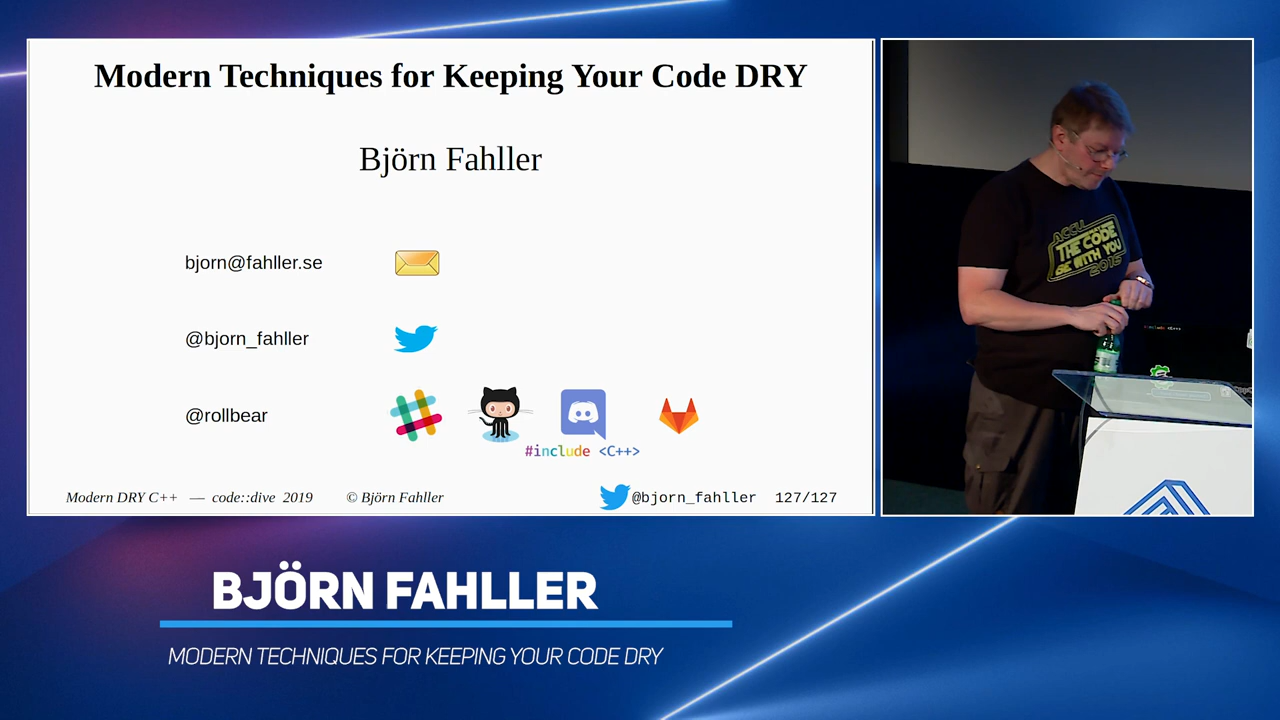 Modern Techniques for Keeping Your Code DRY
Björn Fahller
bjorn@fahller.se
@bjorn_fahller
@rollbear
#include <C++>
Modern DRY C++ — code::dive 2019 © Björn Fahller
@bjorn_fahller 127/127
ACCU
THE CODE
BE WITH YOU
2016
#include <C++>
BJÖRN FAHLLER
MODERN TECHNIQUES FOR KEEPING YOUR CODE DRY